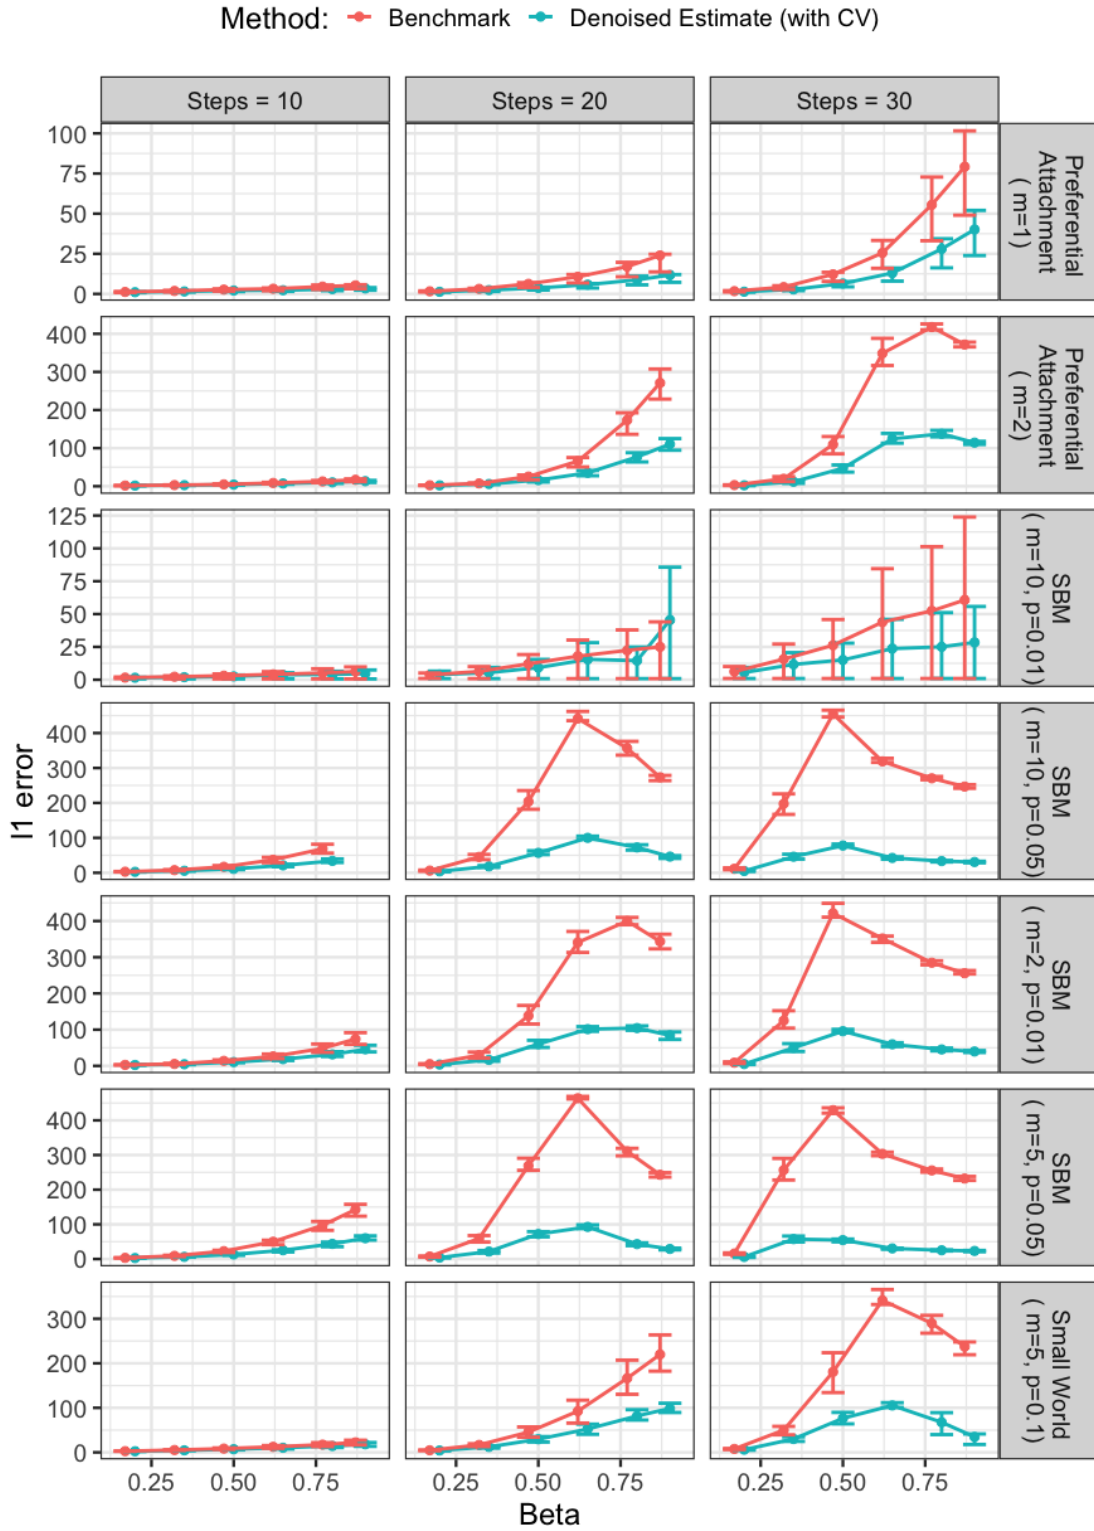 Method: Benchmark Denoised Estimate (with CV)
Steps = 10 Steps = 20 Steps = 30
100
75
50
25
0
Preferential
Attachment
( m=1)
400
300
200
100
0
Preferential
Attachment
( m=2)
125
100
75
50
25
0
SBM
( m=10, p=0.01)
400
300
200
100
0
SBM
( m=10, p=0.05)
l1 error
400
300
200
100
0
SBM
( m=2, p=0.01)
400
300
200
100
0
SBM
( m=5, p=0.05)
300
200
100
0
Small World
( m=5, p=0.1)
0.25 0.50 0.75 0.25 0.50 0.75 0.25 0.50 0.75
Beta